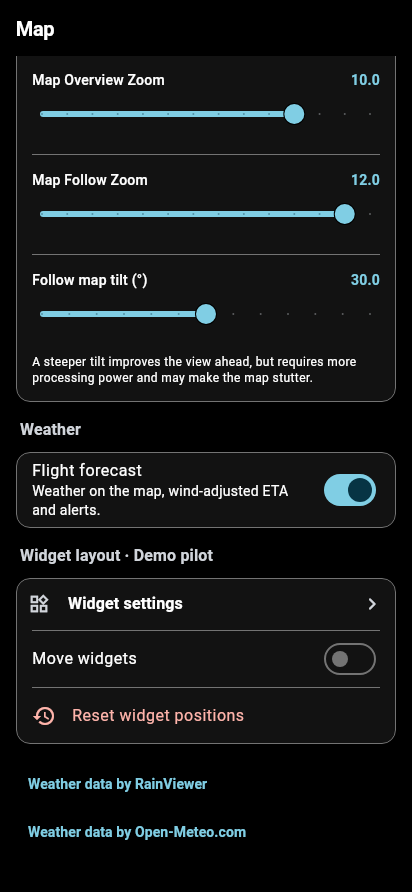 Map
Map Overview Zoom 10.0
Map Follow Zoom 12.0
Follow map tilt (°) 30.0
A steeper tilt improves the view ahead, but requires more
processing power and may make the map stutter.
Weather
Flight forecast
Weather on the map, wind-adjusted ETA
and alerts.
Widget layout · Demo pilot
Widget settings
Move widgets
Reset widget positions
Weather data by RainViewer
Weather data by Open-Meteo.com